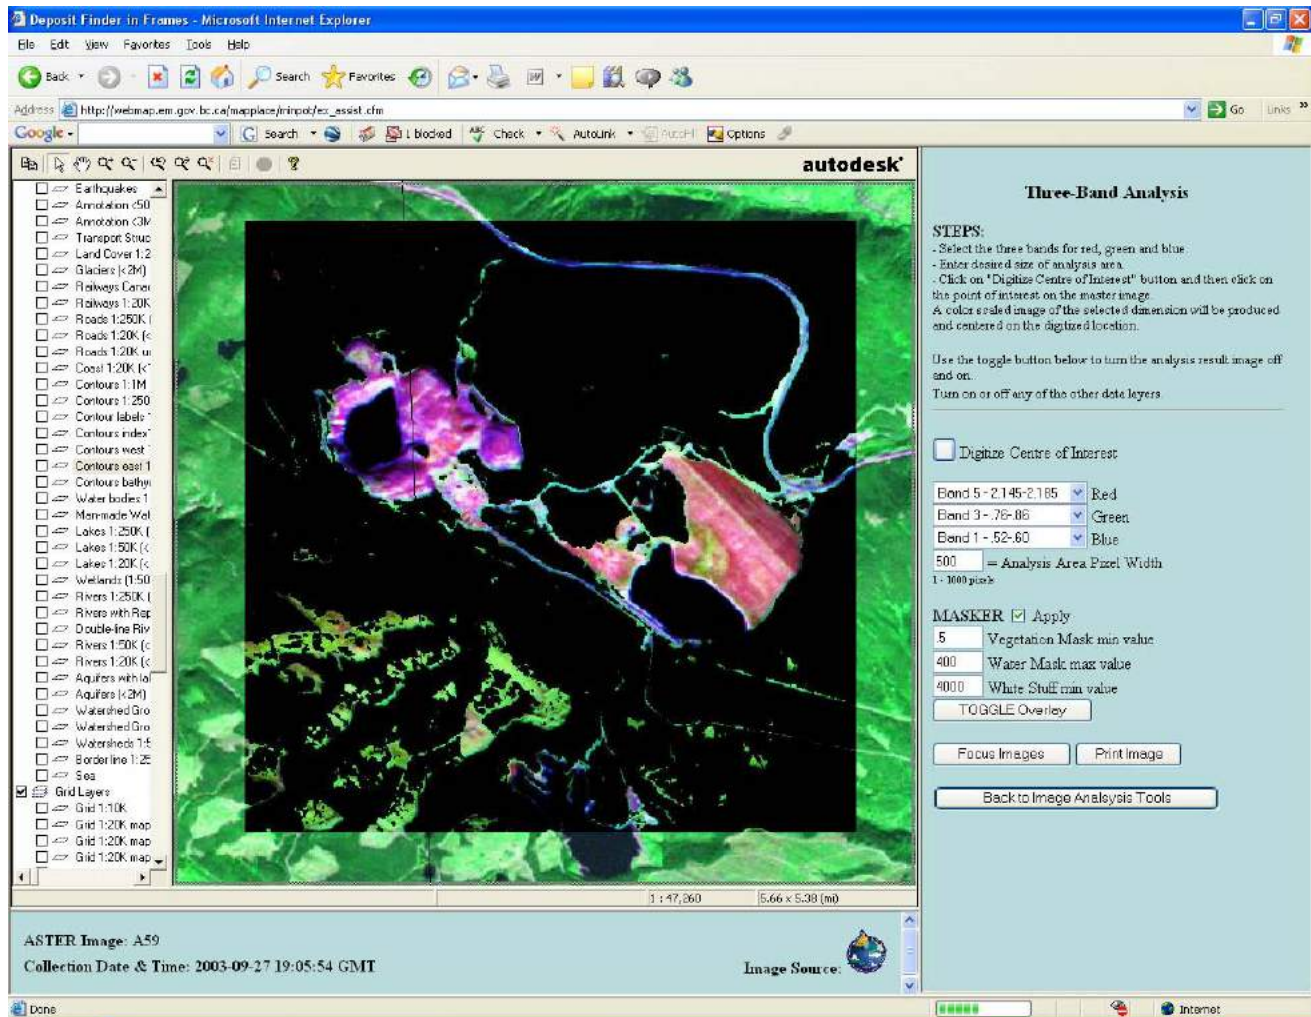 Deposit Finder in Frames - Microsoft Internet Explorer
File Edit View Favorites Tools Help
Back Search Favorites
Address http://webmap.em.gov.bc.ca/mapplace/minpot/ex_assist.cfm Go Links
Google Search 1 blocked Check AutoLink AutoFill Options
autodesk
Earthquakes
Annotation <50
Annotation <3M
Transport Struc
Land Cover 1:2
Glaciers (<2M)
Railways Cana
Railways 1:20K
Roads 1:250K (
Roads 1:20K (<
Roads 1:20K
Coast 1:20K (<
Contours 1:1M
Contours 1:250
Contour labels
Contours index
Contours west
Contours east 1
Contours bathy
Water bodies 1
Man-made Wat
Lakes 1:250K (
Lakes 1:50K (<
Lakes 1:20K (<
Wetlands (1:50
Rivers 1:250K (
Rivers with Rep
Double-line Riv
Rivers 1:50K (<
Rivers 1:20K (<
Aquifers with la
Aquifers (<2M)
Watershed Gro
Watershed Gro
Watersheds 1:5
Border line 1:25
Sea
Grid Layers
Grid 1:10K
Grid 1:20K map
Grid 1:20K map
Grid 1:20K map
1 : 47,260 5.66 x 5.38 (mi)
ASTER Image: A59
Collection Date & Time: 2003-09-27 19:05:54 GMT
Image Source:
Three-Band Analysis
STEPS:
- Select the three bands for red, green and blue.
- Enter desired size of analysis area
- Click on "Digitize Centre of Interest" button and then click on
the point of interest on the master image.
A color scaled image of the selected dimension will be produced
and centered on the digitized location.
Use the toggle button below to turn the analysis result image off
and on.
Turn on or off any of the other data layers.
Digitize Centre of Interest
Band 5 - 2.145-2.185 Red
Band 3 - .76-.86 Green
Band 1 - .52-.60 Blue
500 = Analysis Area Pixel Width
1 - 1000 pixels
MASKER Apply
.5 Vegetation Mask min value
400 Water Mask max value
4000 White Stuff min value
TOGGLE Overlay
Focus Images Print Image
Back to Image Analsysis Tools
Done Internet